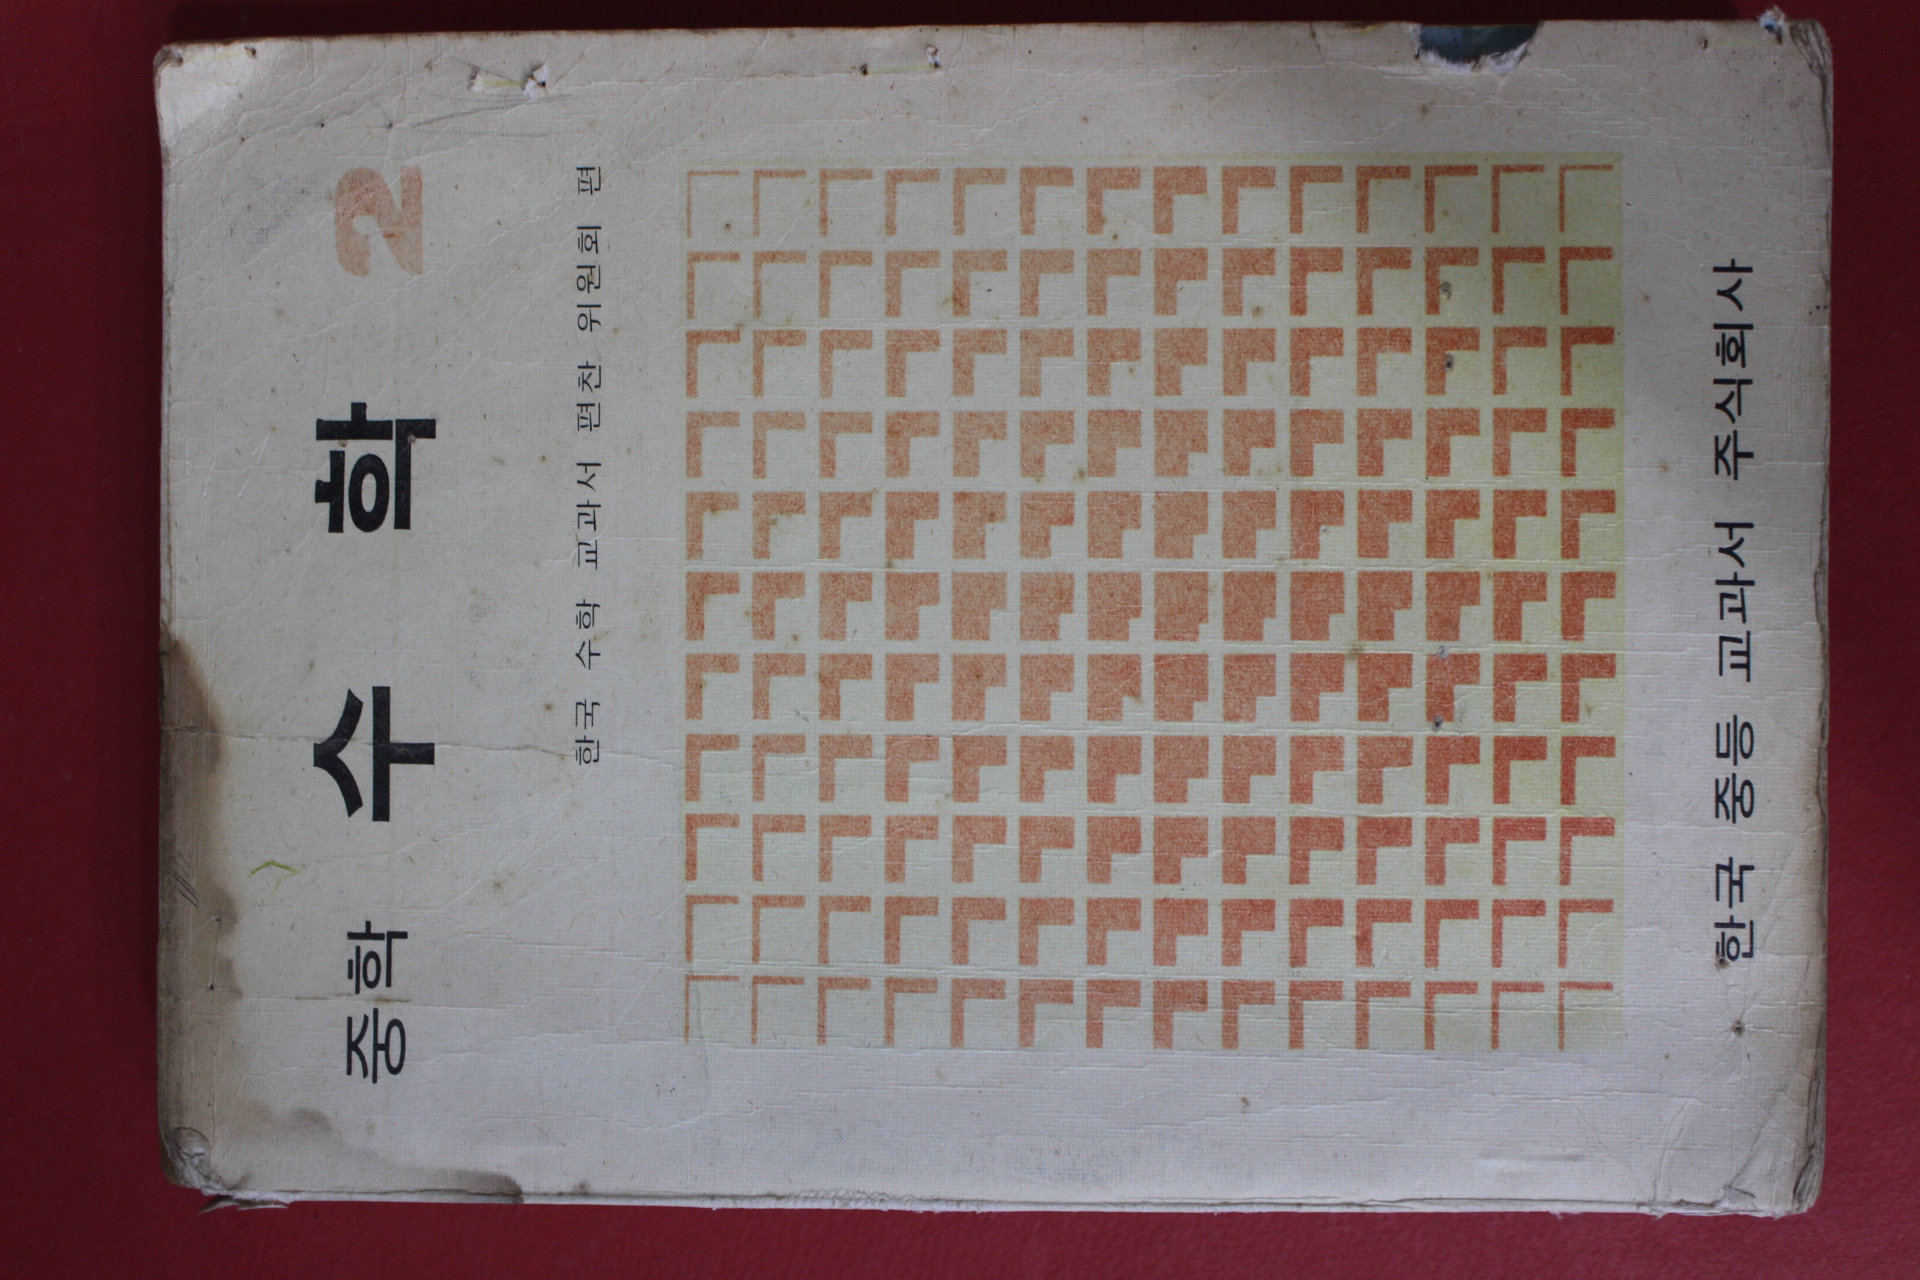 중학 수학 2
한국 수학 교과서 편찬 위원회 편
한국 중등 교과서 주식회사